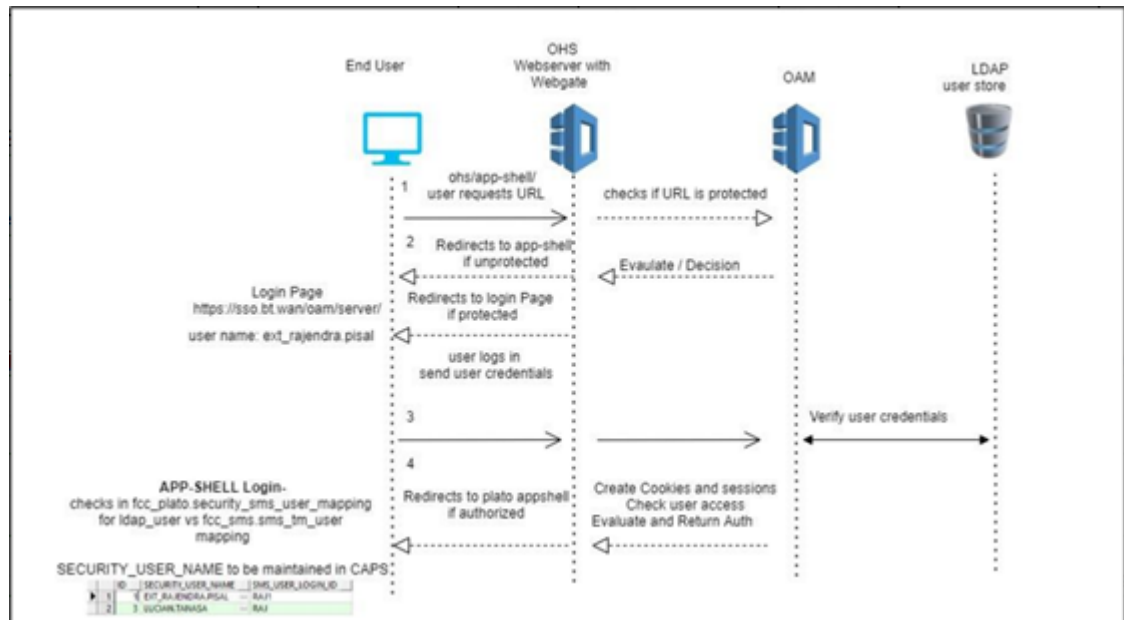 End User
OHS
Webserver with
Webgate
OAM
LDAP
user store
1
ohs/app-shell/
user requests URL
checks if URL is protected
2
Redirects to app-shell
if unprotected
Evaulate / Decision
Login Page
https://sso.bt.wan/oam/server/
user name: ext_rajendra.pisal
Redirects to login Page
if protected
user logs in
send user credentials
3
Verify user credentials
4
APP-SHELL Login-
checks in fcc_plato.security_sms_user_mapping
for ldap_user vs fcc_sms.sms_tm_user
mapping
Redirects to plato appshell
if authorized
Create Cookies and sessions
Check user access
Evaluate and Return Auth
SECURITY_USER_NAME to be maintained in CAPS
ID SECURITY_USER_NAME SMS_USER_LOGIN_ID
1 1 EXT_RAJENDRA.PISAL ... RAJ1
2 3 LUCIAN.TANASA ... RAJ